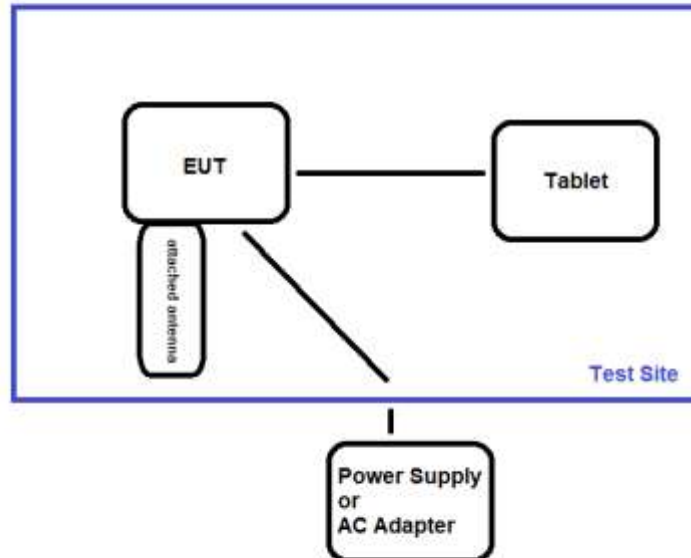 EUT
Tablet
attached antenna
Test Site
Power Supply
or
AC Adapter